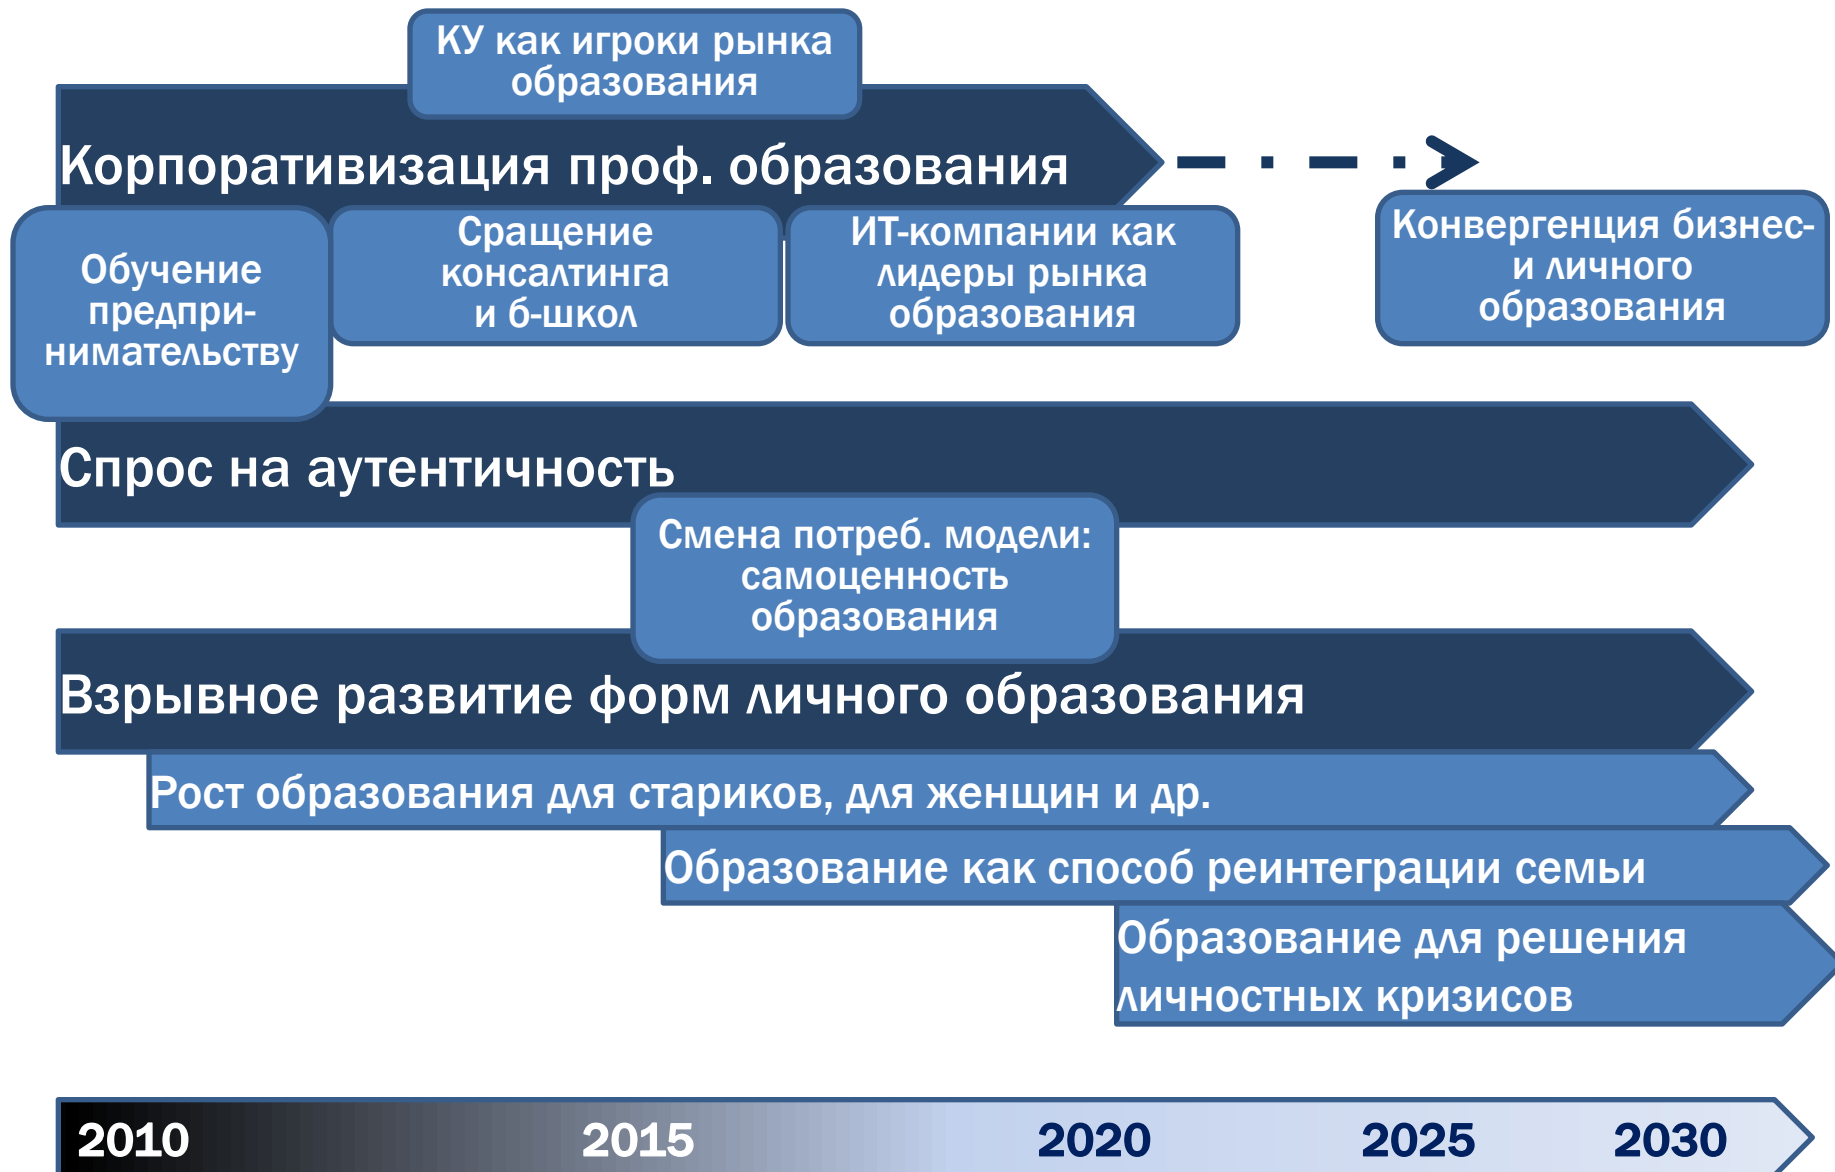 КУ как игроки рынка
образования
Корпоративизация проф. образования
Обучение
предпри-
нимательству
Сращение
консалтинга
и б-школ
ИТ-компании как
лидеры рынка
образования
Конвергенция бизнес-
и личного
образования
Спрос на аутентичность
Смена потреб. модели:
самоценность
образования
Взрывное развитие форм личного образования
Рост образования для стариков, для женщин и др.
Образование как способ реинтеграции семьи
Образование для решения
личностных кризисов
2010 2015 2020 2025 2030